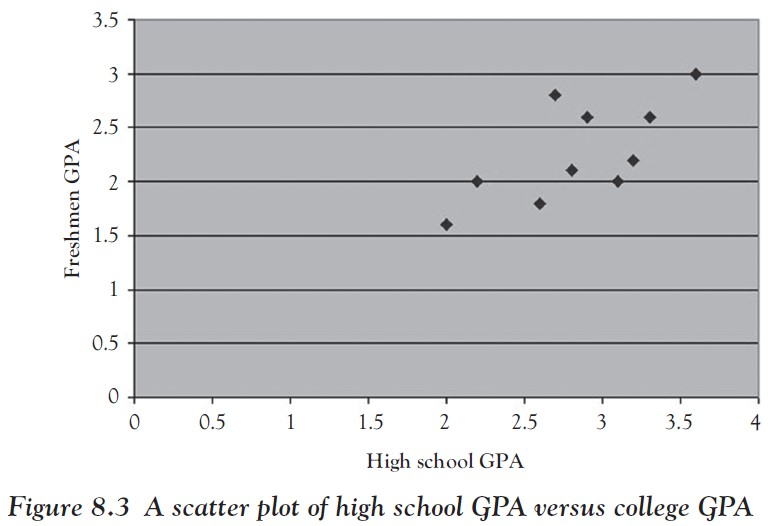 3.5
3
2.5
2
1.5
1
0.5
0
Freshmen GPA
0 0.5 1 1.5 2 2.5 3 3.5 4
High school GPA
Figure 8.3 A scatter plot of high school GPA versus college GPA